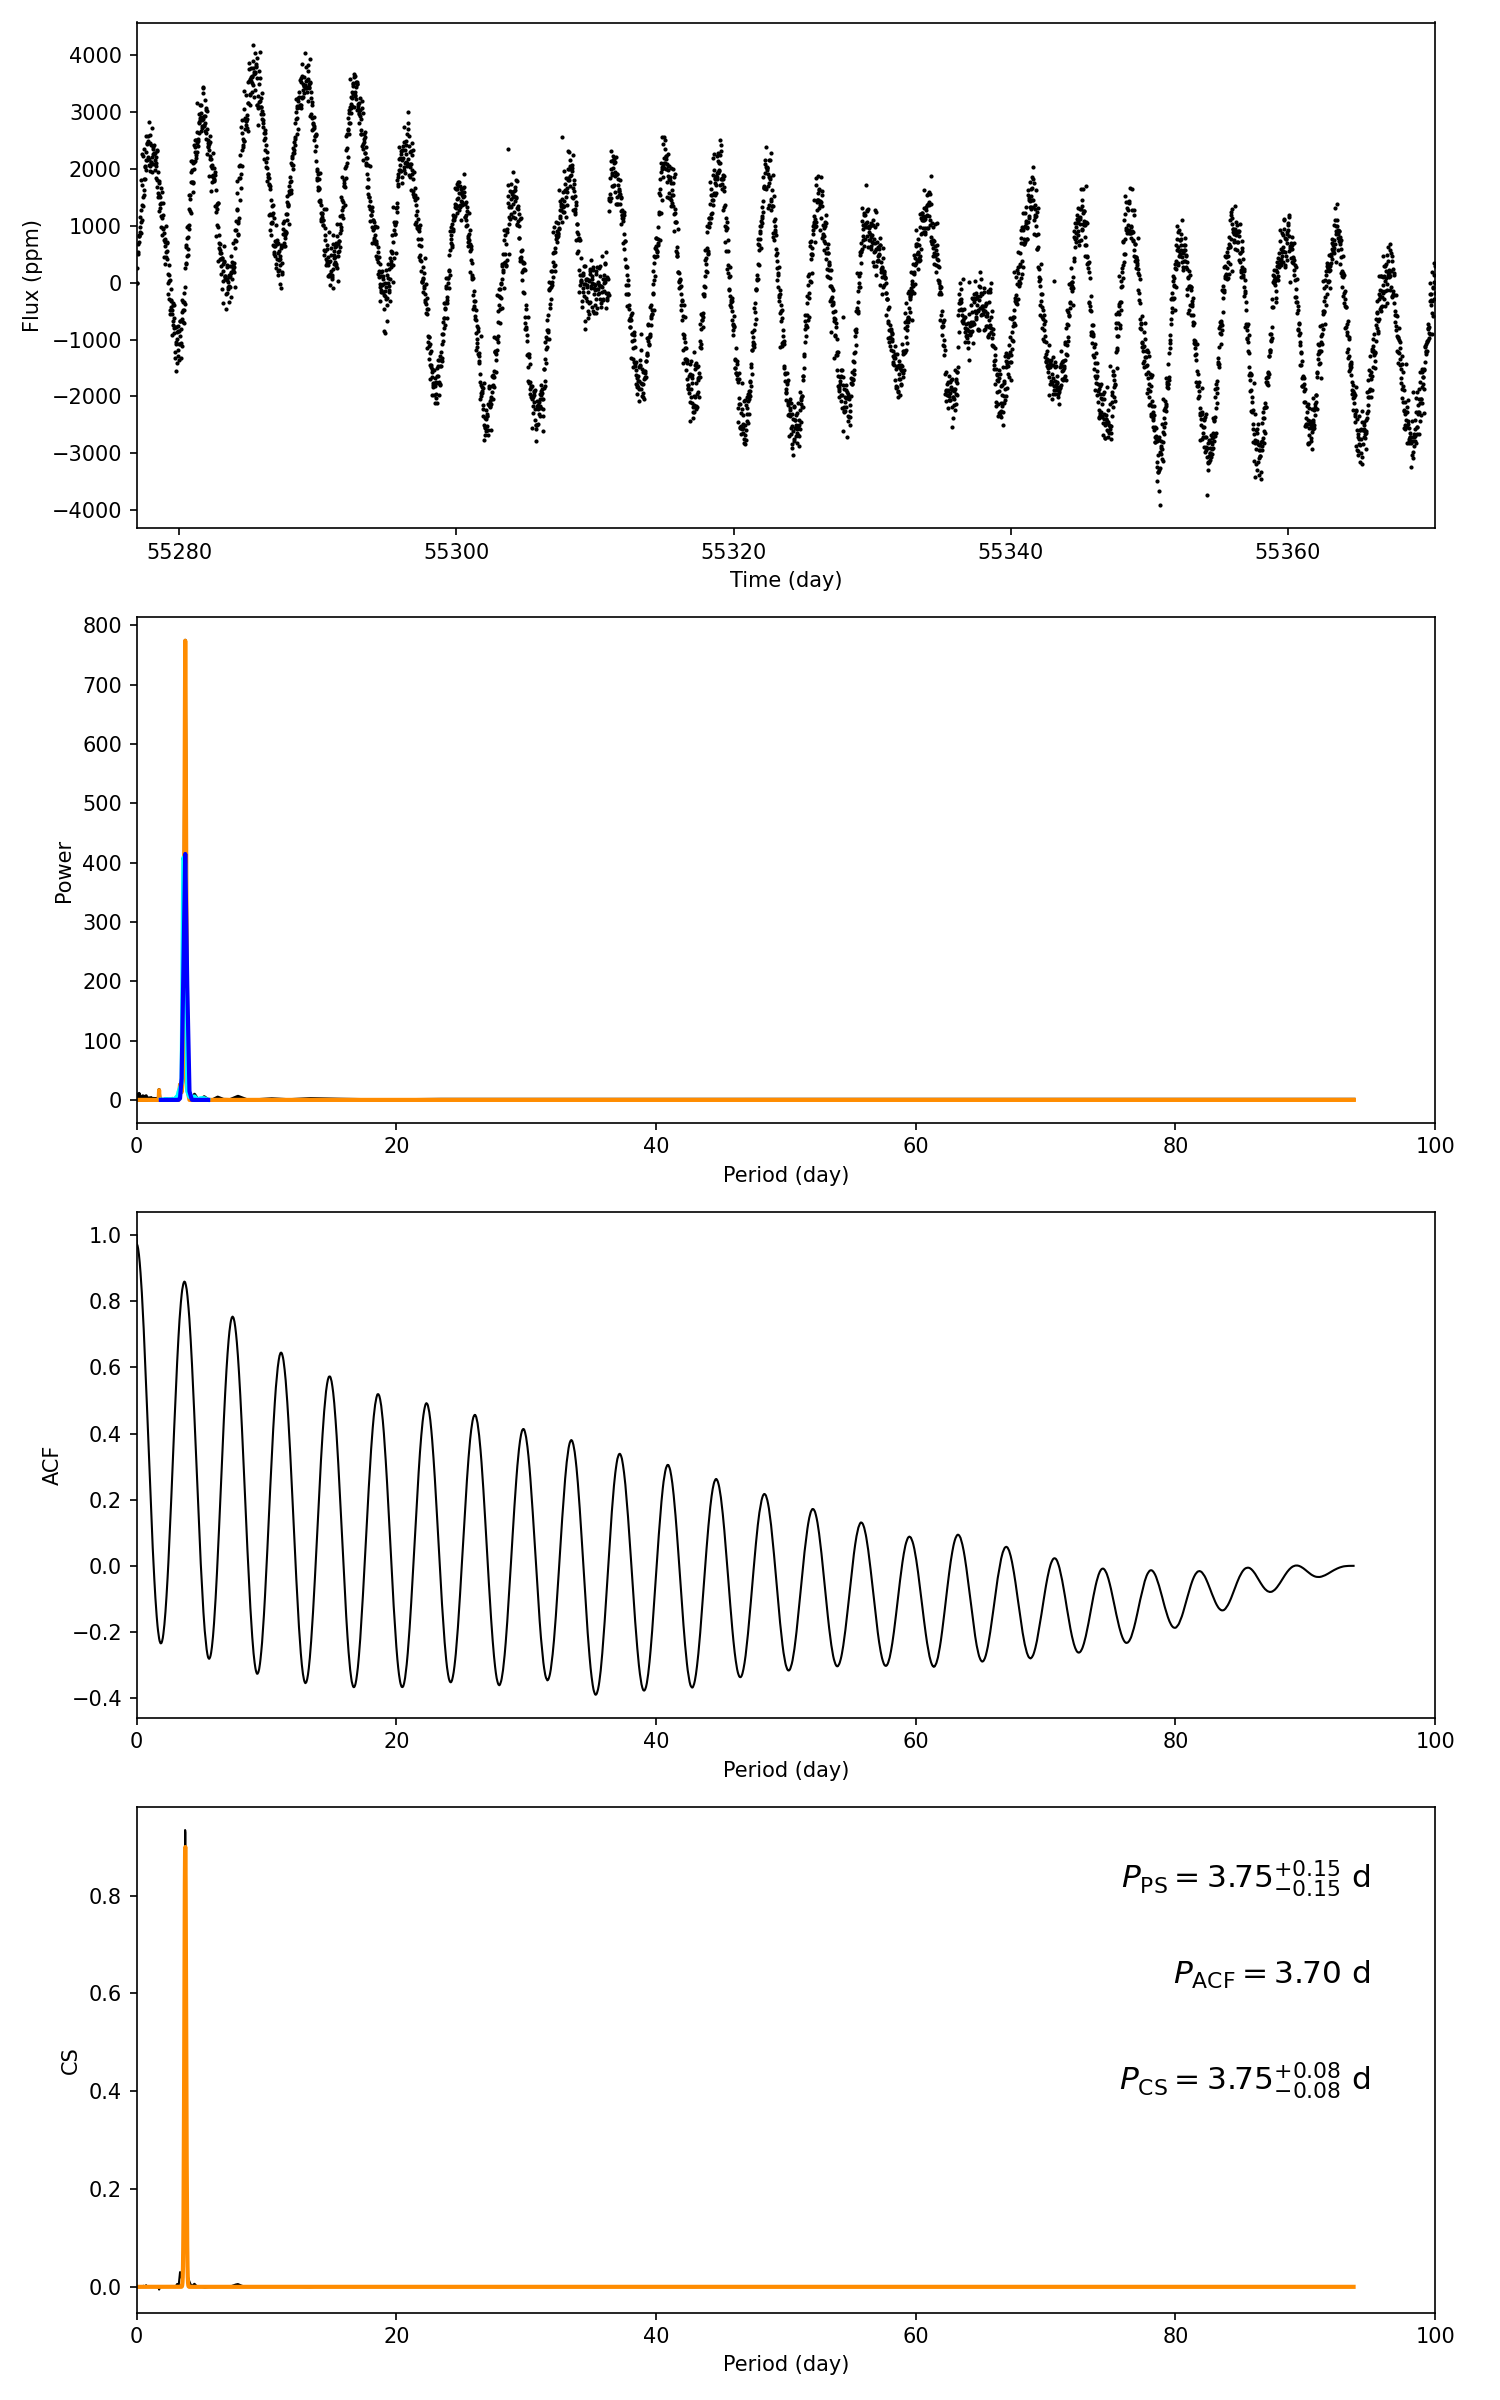 4000
3000
2000
1000
0
−1000
−2000
−3000
−4000
Flux (ppm)
55280 55300 55320 55340 55360
Time (day)
800
700
600
500
400
300
200
100
0
Power
0 20 40 60 80 100
Period (day)
1.0
0.8
0.6
0.4
0.2
0.0
−0.2
−0.4
ACF
0 20 40 60 80 100
Period (day)
0.8
0.6
0.4
0.2
0.0
CS
P_PS = 3.75 +0.15 −0.15 d
P_ACF = 3.70 d
P_CS = 3.75 +0.08 −0.08 d
0 20 40 60 80 100
Period (day)